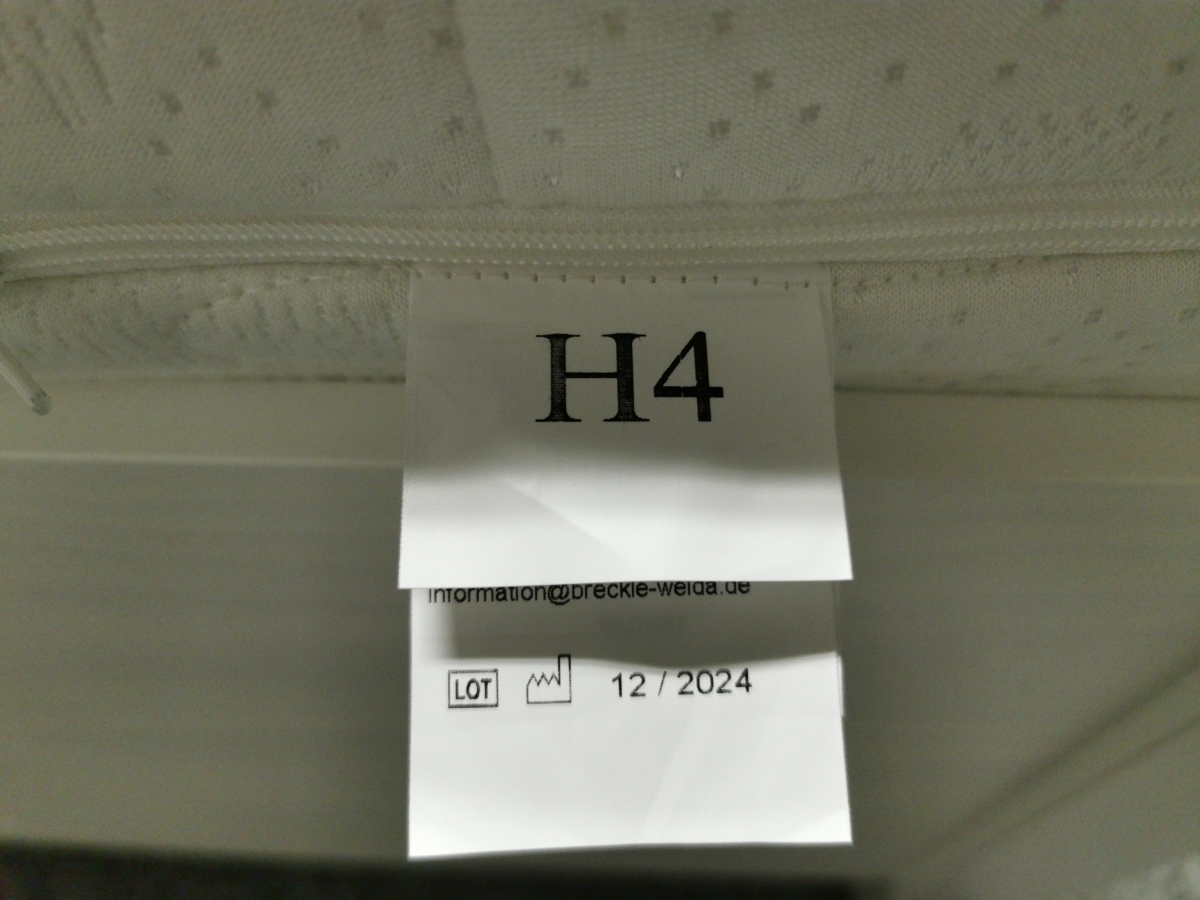 H4
information@breckle-weida.de
LOT 12 / 2024